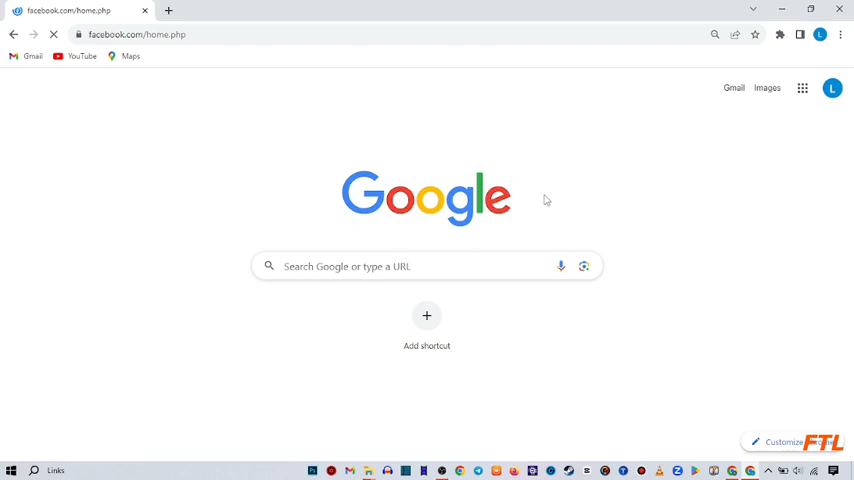 facebook.com/home.php
facebook.com/home.php
Gmail YouTube Maps
Gmail Images
L
L
Google
Search Google or type a URL
Add shortcut
Customize
FTL
Links